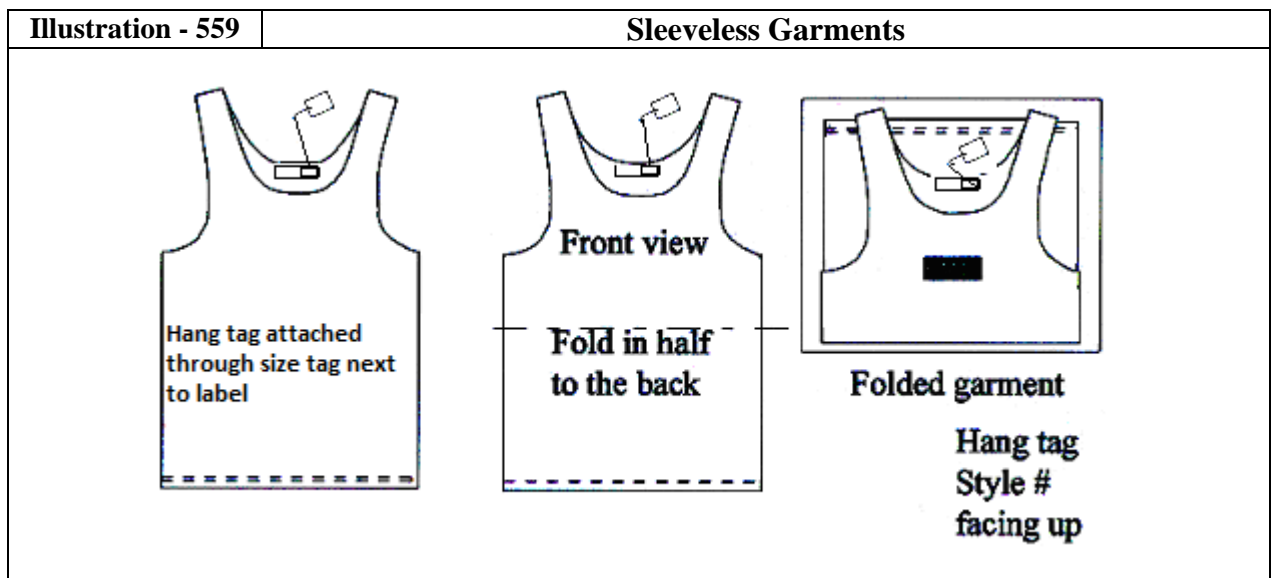 Illustration - 559
Sleeveless Garments
Hang tag attached
through size tag next
to label
Front view
Fold in half
to the back
Folded garment
Hang tag
Style #
facing up